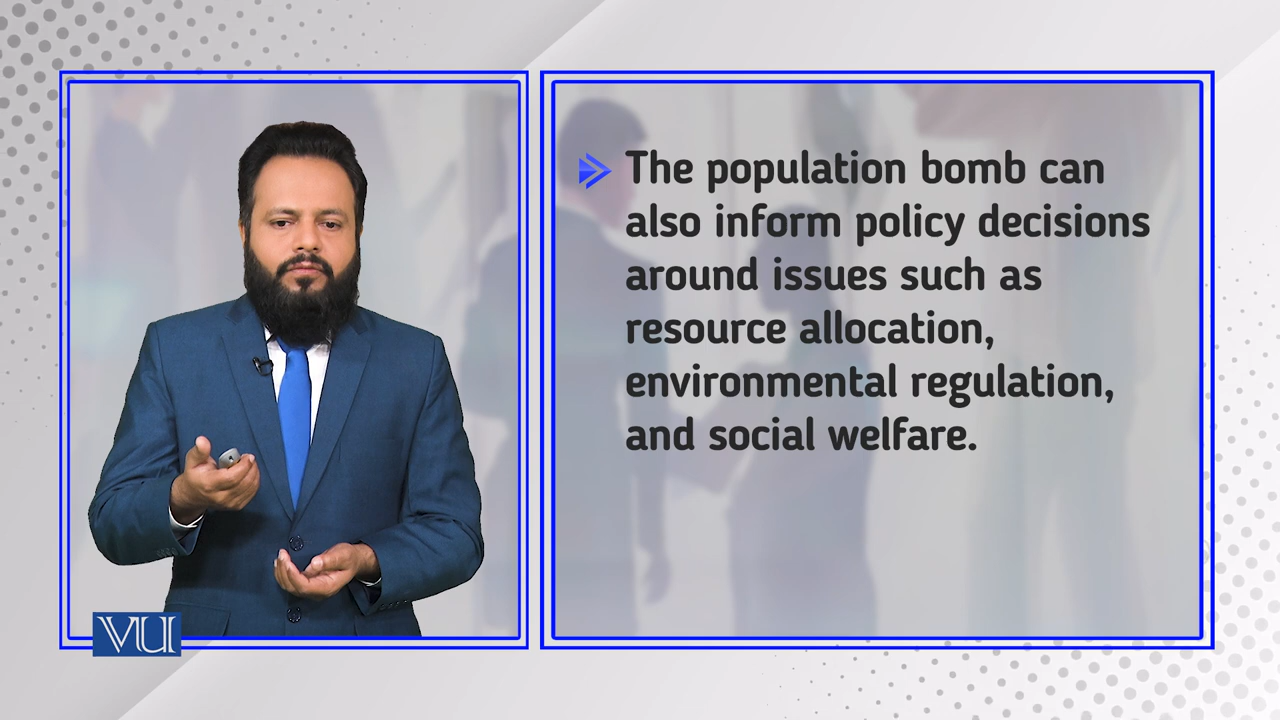 The population bomb can
also inform policy decisions
around issues such as
resource allocation,
environmental regulation,
and social welfare.
VU